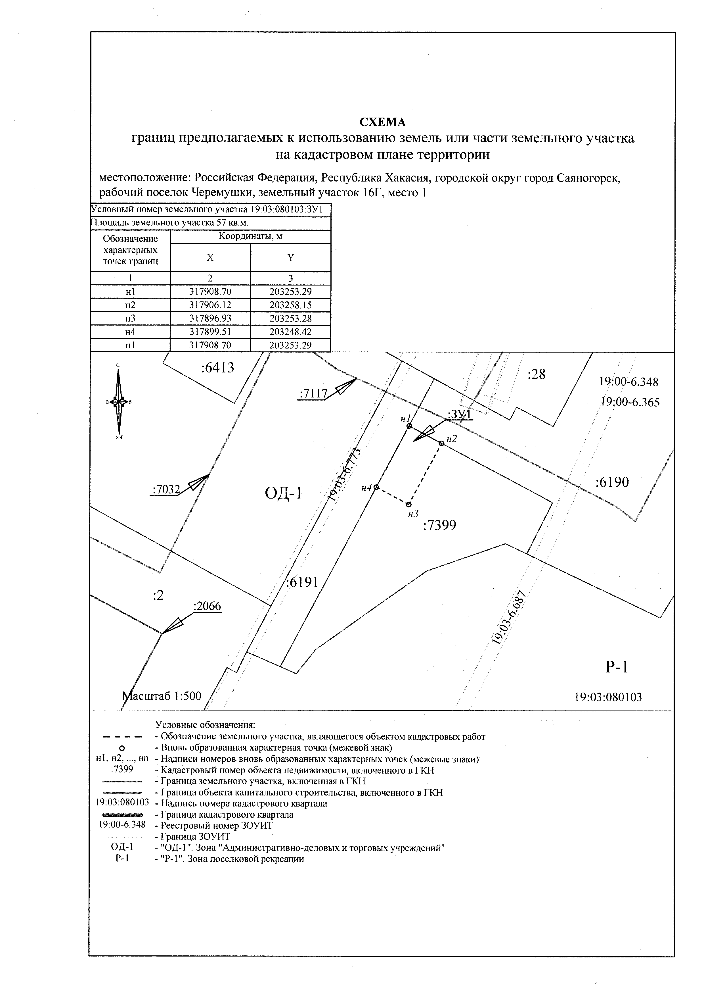 СХЕМА
границ предполагаемых к использованию земель или части земельного участка
на кадастровом плане территории
местоположение: Российская Федерация, Республика Хакасия, городской округ город Саяногорск,
рабочий поселок Черемушки, земельный участок 16Г, место 1
Условный номер земельного участка 19:03:080103:ЗУ1
Площадь земельного участка 57 кв.м.
Обозначение
характерных
точек границ
Координаты, м
X Y
1 2 3
н1 317908.70 203253.29
н2 317906.12 203258.15
н3 317896.93 203253.28
н4 317899.51 203248.42
н1 317908.70 203253.29
:6413
:28
С
З В
ЮГ
19:00-6.348
:7117
19:00-6.365
:ЗУ1
н1
н2
19:03-6.773
:7032
ОД-1
н4
:6190
н3
:7399
:6191
:2
:2066
19:03-6.687
Р-1
Масштаб 1:500
19:03:080103
Условные обозначения:
- Обозначение земельного участка, являющегося объектом кадастровых работ
- Вновь образованная характерная точка (межевой знак)
н1, н2, ..., нп - Надписи номеров вновь образованных характерных точек (межевые знаки)
:7399 - Кадастровый номер объекта недвижимости, включенного в ГКН
- Граница земельного участка, включенная в ГКН
- Граница объекта капитального строительства, включенного в ГКН
19:03:080103 - Надпись номера кадастрового квартала
- Граница кадастрового квартала
19:00-6.348 - Реестровый номер ЗОУИТ
- Граница ЗОУИТ
ОД-1 - "ОД-1". Зона "Административно-деловых и торговых учреждений"
Р-1 - "Р-1". Зона поселковой рекреации